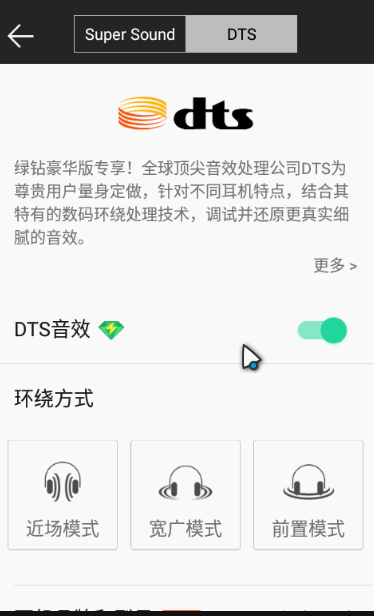 Super Sound
DTS
dts
绿钻豪华版专享！全球顶尖音效处理公司DTS为
尊贵用户量身定做，针对不同耳机特点，结合其
特有的数码环绕处理技术，调试并还原更真实细
腻的音效。
更多 >
DTS音效
环绕方式
近场模式
宽广模式
前置模式